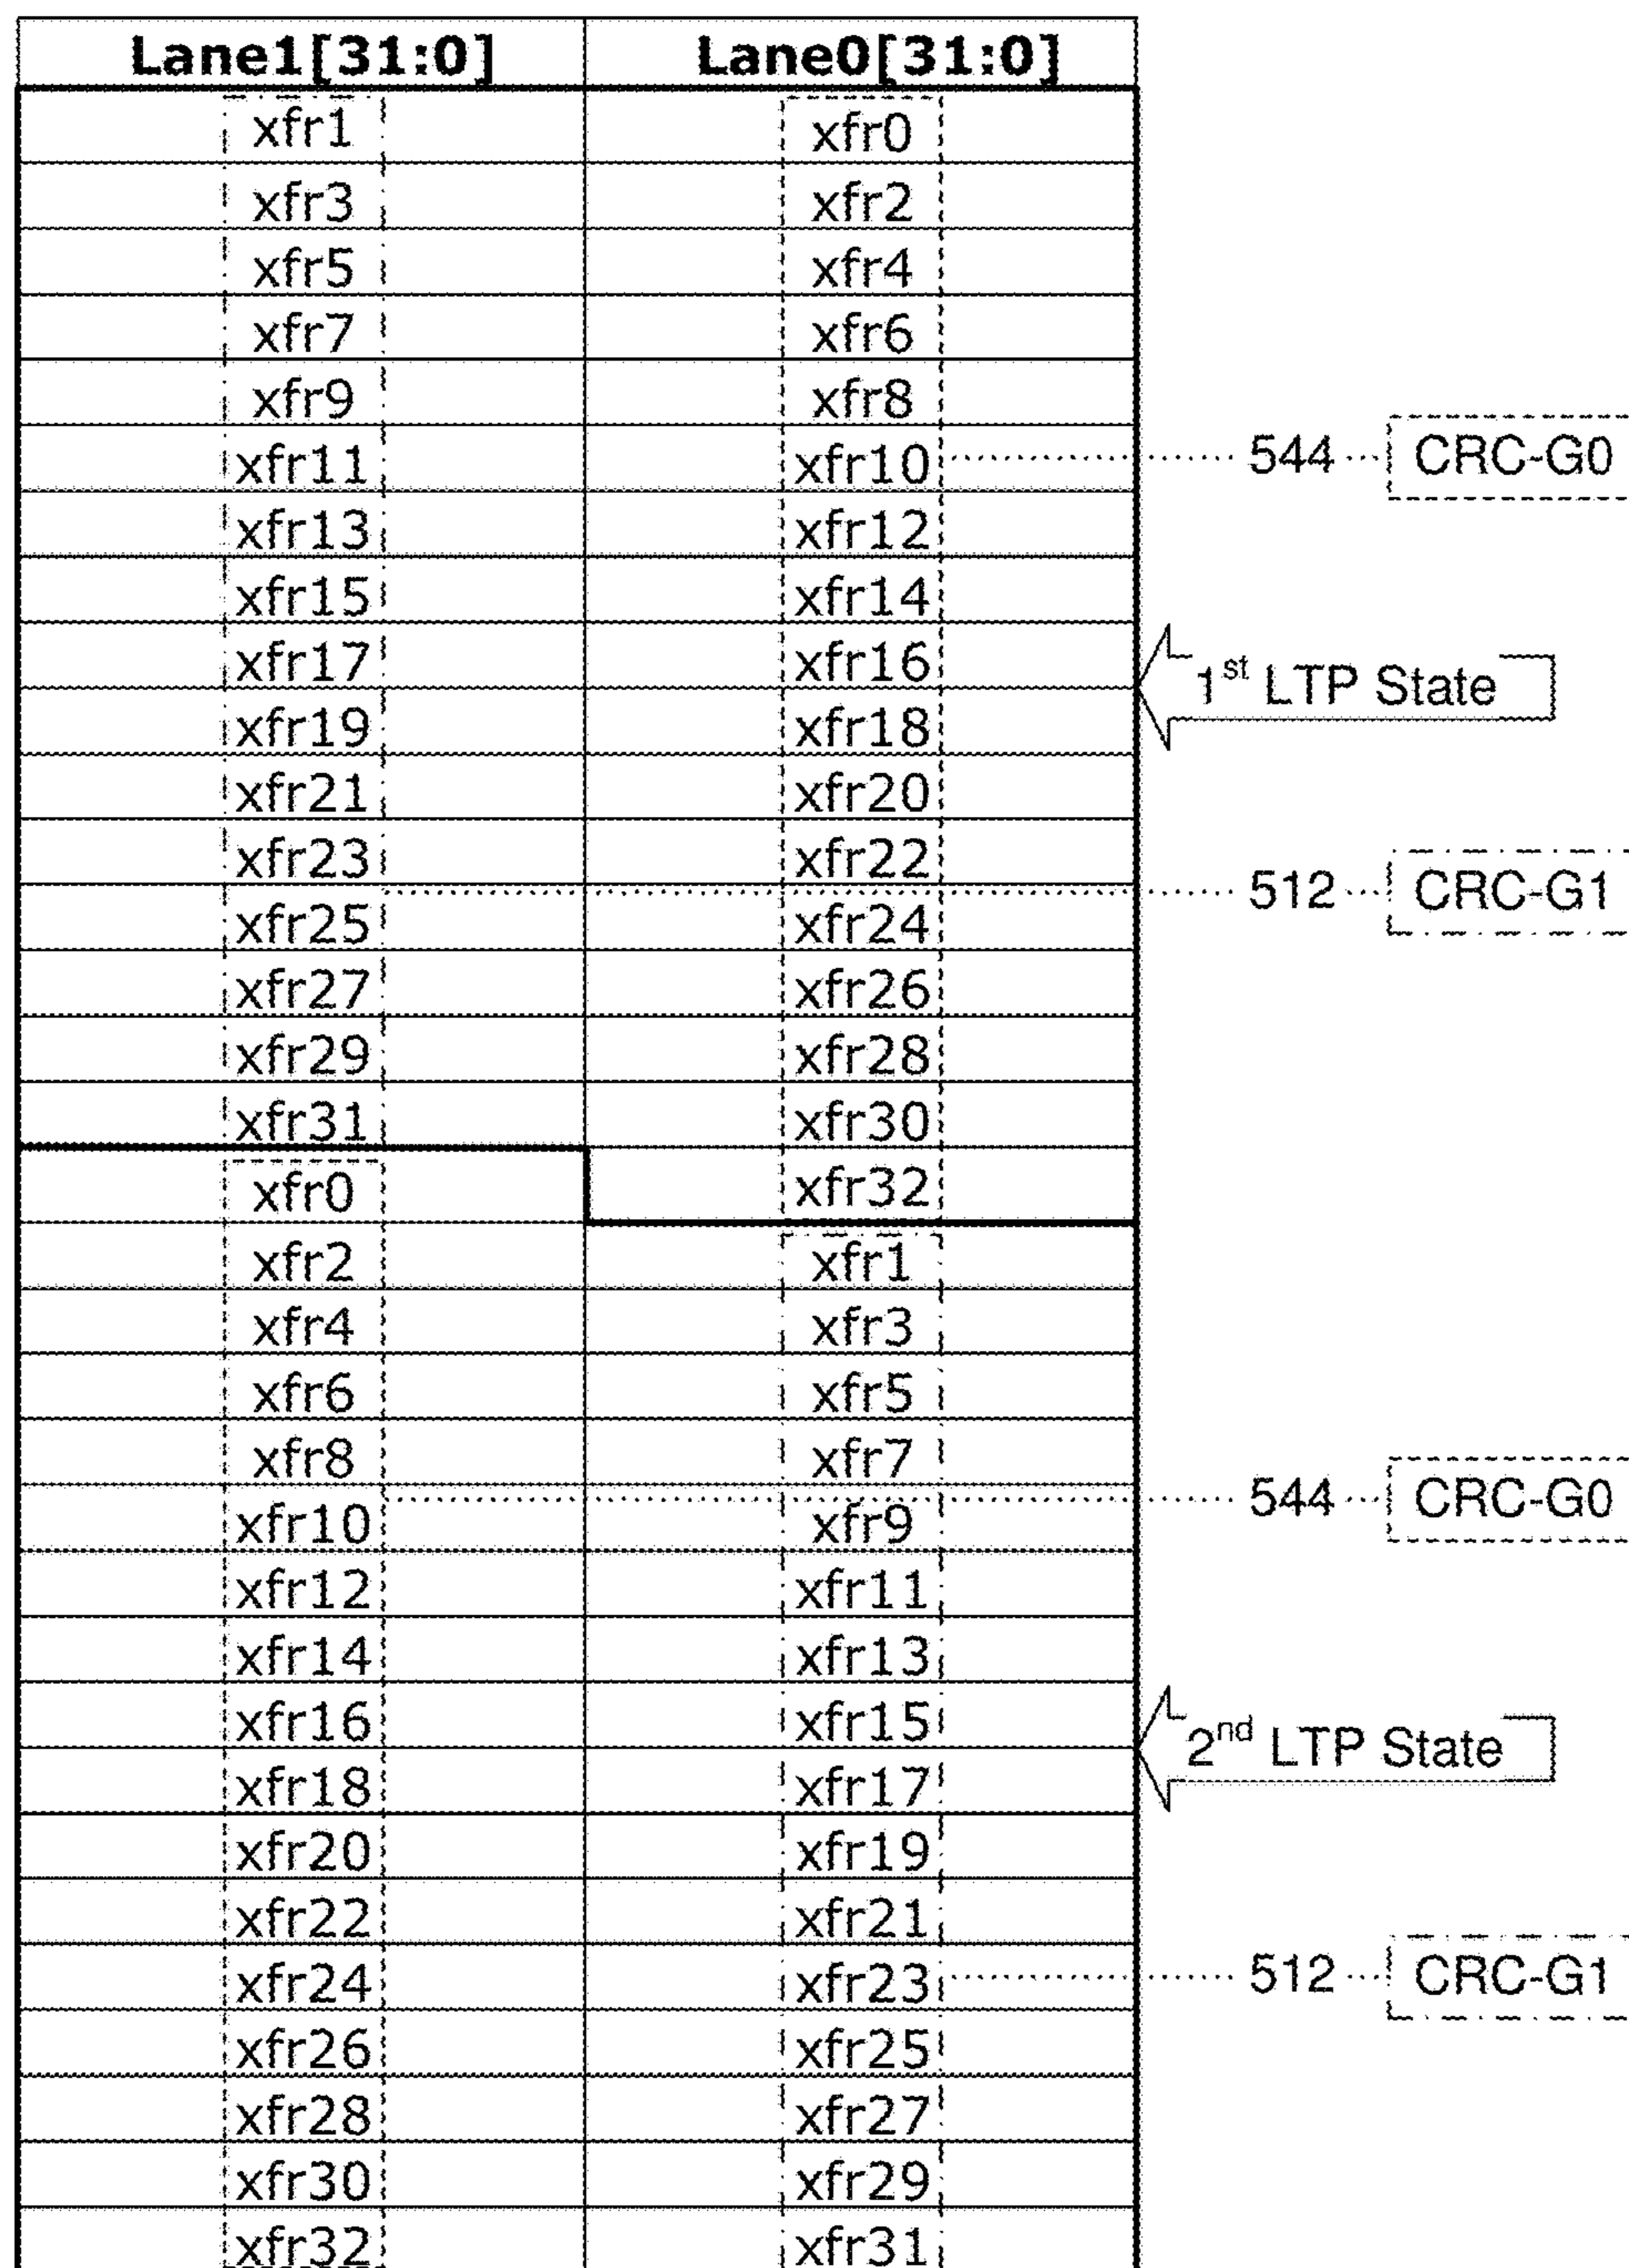 Lane1[31:0] Lane0[31:0]
xfr1 xfr0
xfr3 xfr2
xfr5 xfr4
xfr7 xfr6
xfr9 xfr8
xfr11 xfr10 544 CRC-G0
xfr13 xfr12
xfr15 xfr14
xfr17 xfr16
1st LTP State
xfr19 xfr18
xfr21 xfr20
xfr23 xfr22
512 CRC-G1
xfr25 xfr24
xfr27 xfr26
xfr29 xfr28
xfr31 xfr30
xfr0 xfr32
xfr2 xfr1
xfr4 xfr3
xfr6 xfr5
xfr8 xfr7
544 CRC-G0
xfr10 xfr9
xfr12 xfr11
xfr14 xfr13
xfr16 xfr15
2nd LTP State
xfr18 xfr17
xfr20 xfr19
xfr22 xfr21
xfr24 xfr23 512 CRC-G1
xfr26 xfr25
xfr28 xfr27
xfr30 xfr29
xfr32 xfr31